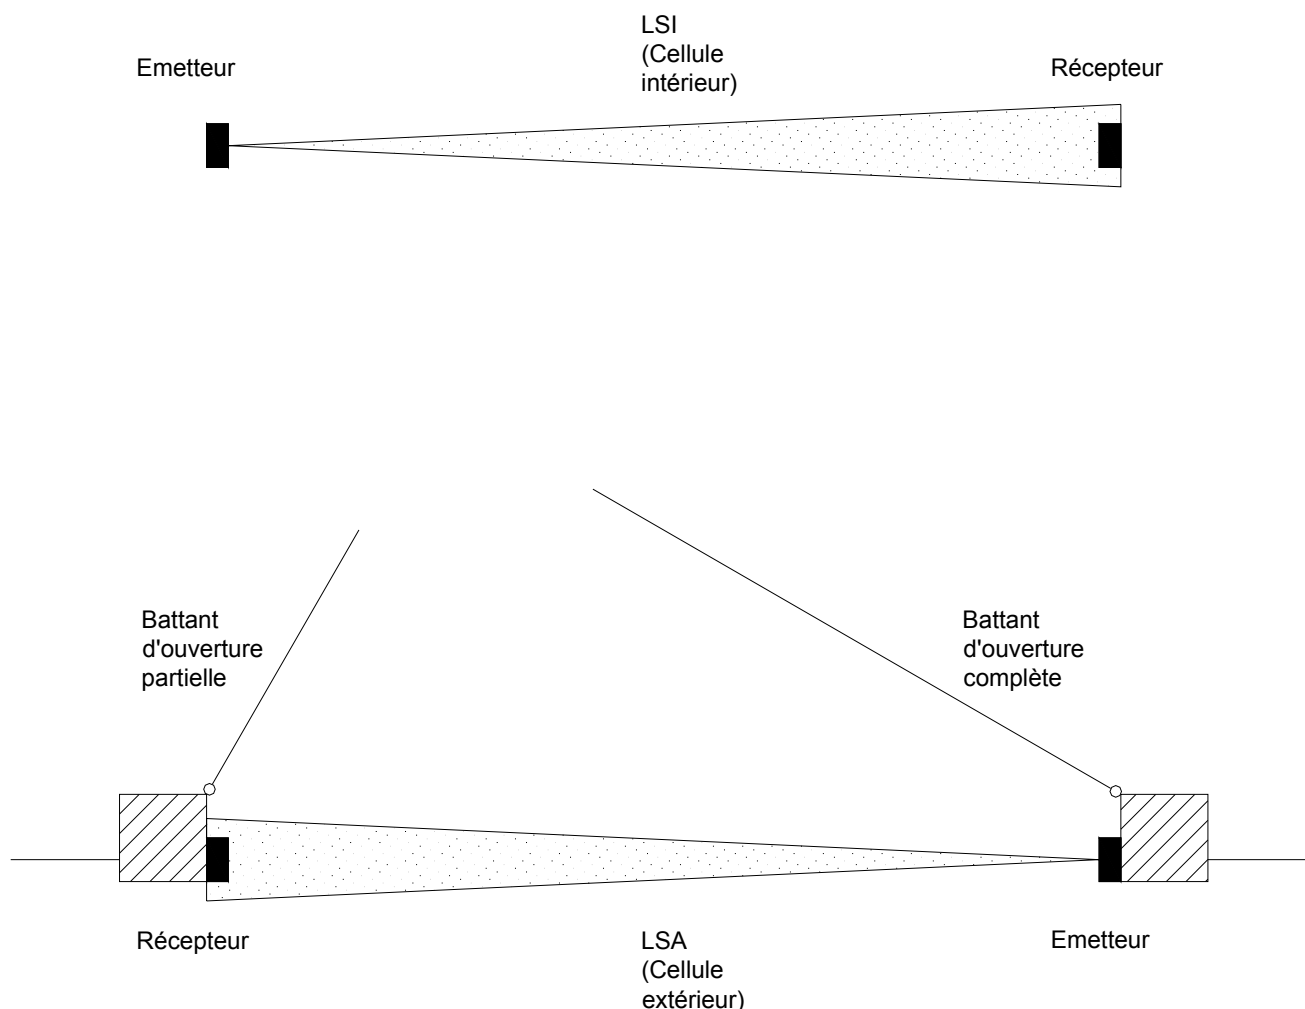 LSI
(Cellule
intérieur)
Emetteur
Récepteur
Battant
d'ouverture
partielle
Battant
d'ouverture
complète
Récepteur
LSA
(Cellule
extérieur)
Emetteur